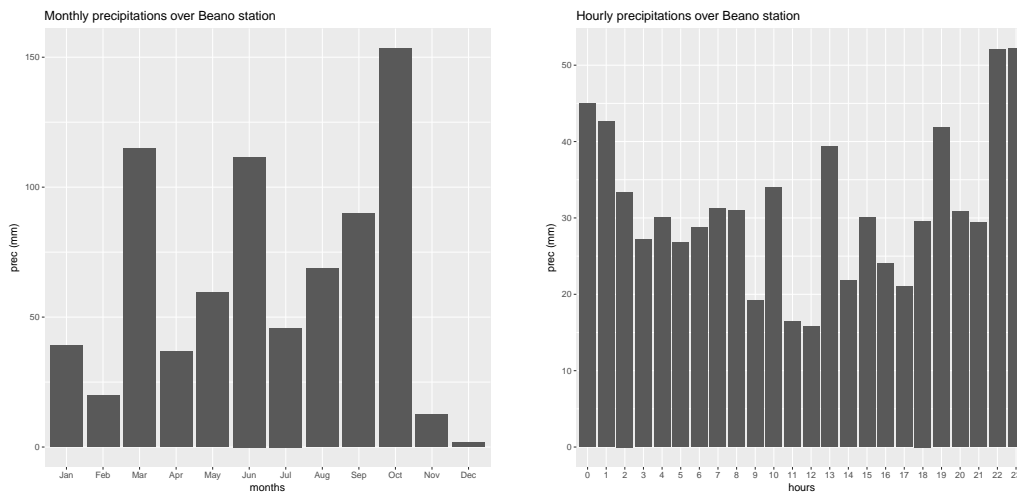 Monthly precipitations over Beano station
150
100
50
0
prec (mm)
Jan Feb Mar Apr May Jun Jul Aug Sep Oct Nov Dec
months
Hourly precipitations over Beano station
50
40
30
20
10
0
prec (mm)
0 1 2 3 4 5 6 7 8 9 10 11 12 13 14 15 16 17 18 19 20 21 22
hours